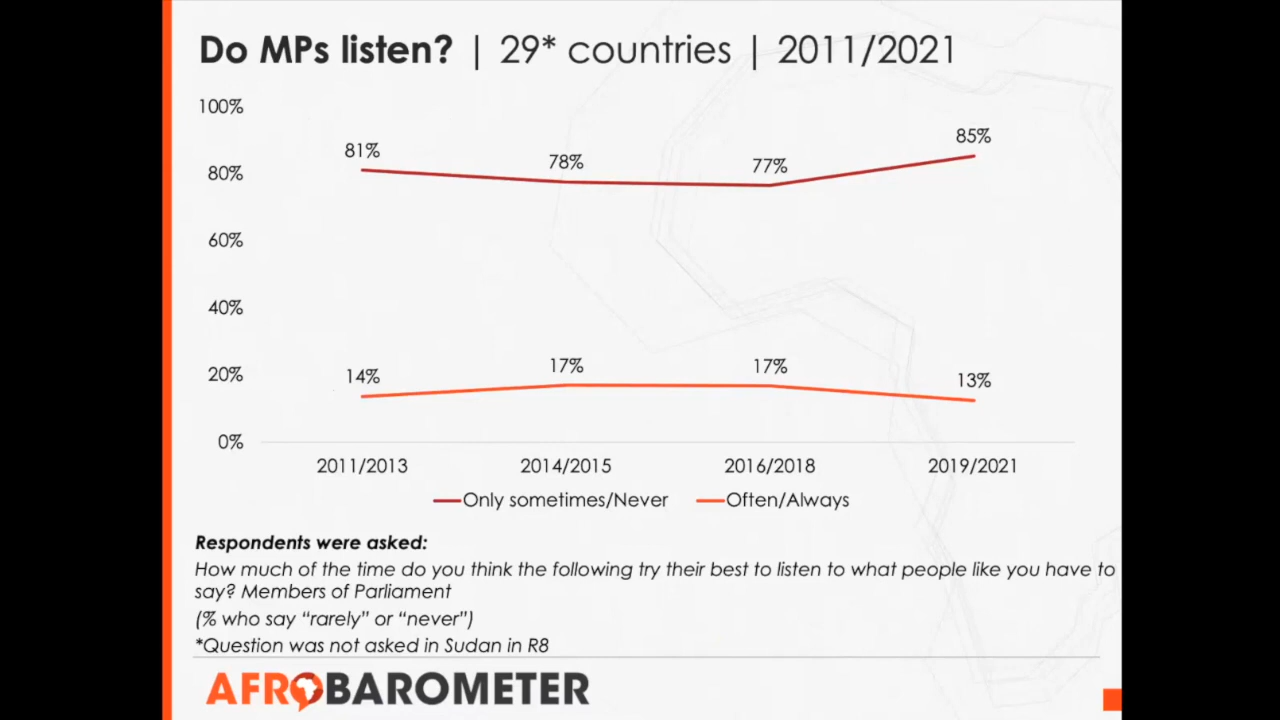 Do MPs listen? | 29* countries | 2011/2021
100%
80%
60%
40%
20%
0%
81%
78%
77%
85%
14%
17%
17%
13%
2011/2013
2014/2015
2016/2018
2019/2021
Only sometimes/Never
Often/Always
Respondents were asked:
How much of the time do you think the following try their best to listen to what people like you have to
say? Members of Parliament
(% who say “rarely” or “never”)
*Question was not asked in Sudan in R8
AFROBAROMETER